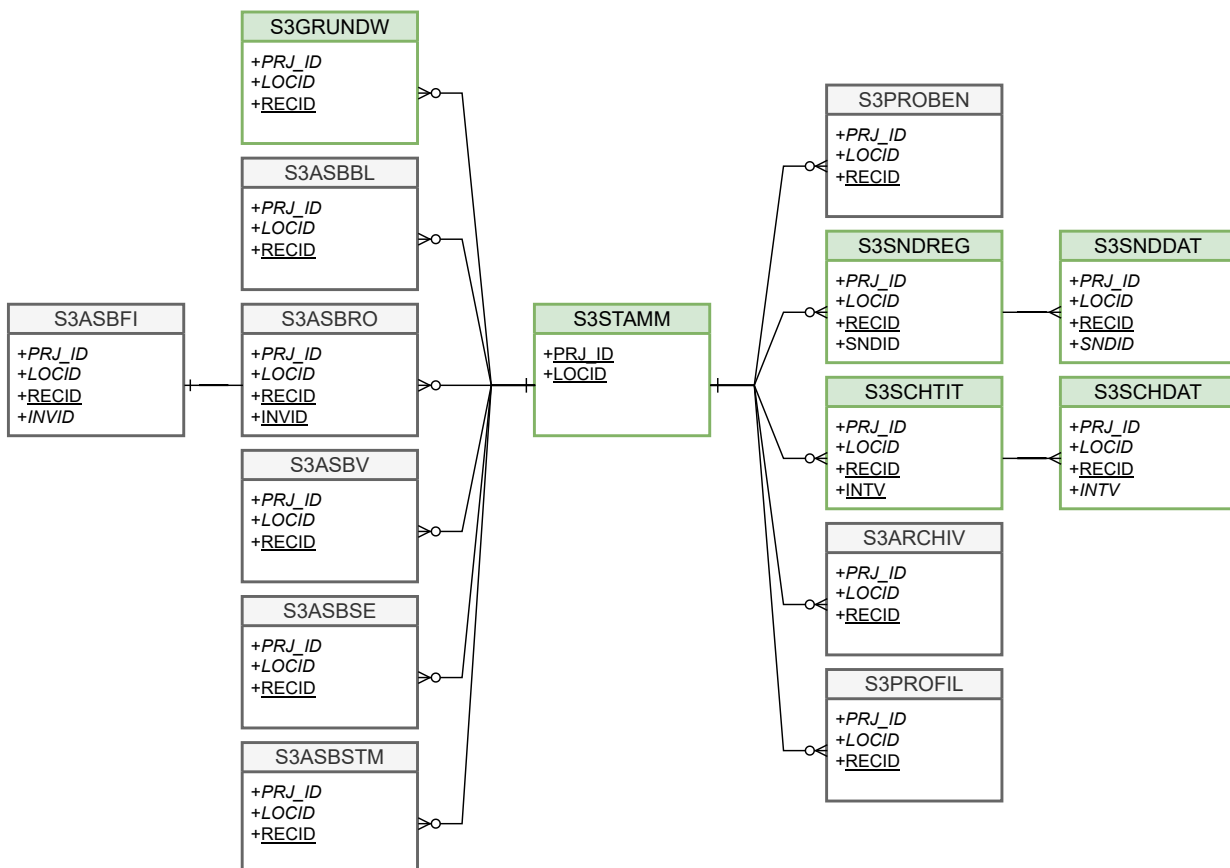 S3GRUNDW
+PRJ_ID
+LOCID
+RECID
S3ASBBL
+PRJ_ID
+LOCID
+RECID
S3ASBFI
+PRJ_ID
+LOCID
+RECID
+INVID
S3ASBRO
+PRJ_ID
+LOCID
+RECID
+INVID
S3ASBV
+PRJ_ID
+LOCID
+RECID
S3ASBSE
+PRJ_ID
+LOCID
+RECID
S3ASBSTM
+PRJ_ID
+LOCID
+RECID
S3STAMM
+PRJ_ID
+LOCID
S3PROBEN
+PRJ_ID
+LOCID
+RECID
S3SNDREG
+PRJ_ID
+LOCID
+RECID
+SNDID
S3SNDDAT
+PRJ_ID
+LOCID
+RECID
+SNDID
S3SCHTIT
+PRJ_ID
+LOCID
+RECID
+INTV
S3SCHDAT
+PRJ_ID
+LOCID
+RECID
+INTV
S3ARCHIV
+PRJ_ID
+LOCID
+RECID
S3PROFIL
+PRJ_ID
+LOCID
+RECID